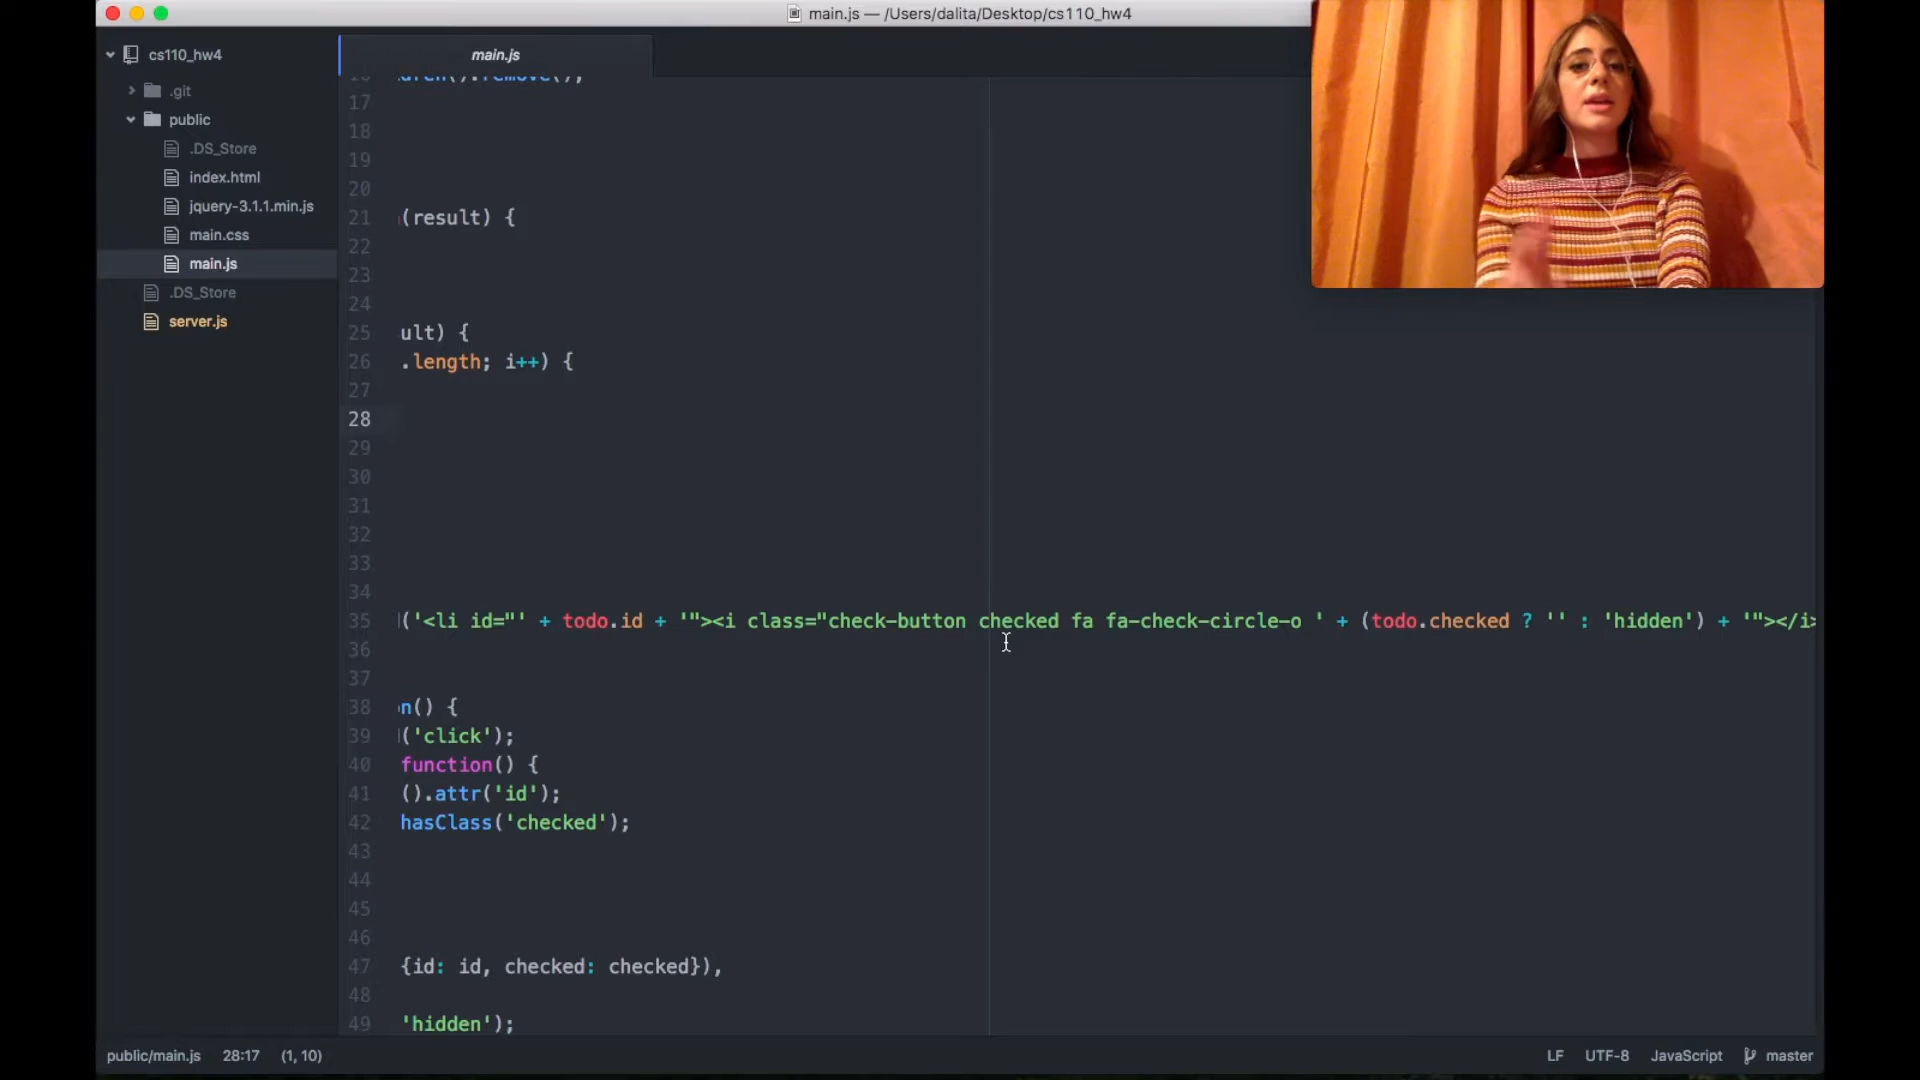 main.js — /Users/dalita/Desktop/cs110_hw4
cs110_hw4
.git
public
.DS_Store
index.html
jquery-3.1.1.min.js
main.css
main.js
.DS_Store
server.js
main.js
17
18
19
20
21 (result) {
22
23
24
25 ult) {
26 .length; i++) {
27
28
29
30
31
32
33
34
35 ('<li id="' + todo.id + '"><i class="check-button checked fa fa-check-circle-o ' + (todo.checked ? '' : 'hidden') + '"></i>
36
37
38 n() {
39 ('click');
40 function() {
41 ().attr('id');
42 hasClass('checked');
43
44
45
46
47 {id: id, checked: checked}),
48
49 'hidden');
public/main.js 28:17 (1, 10)
LF UTF-8 JavaScript master